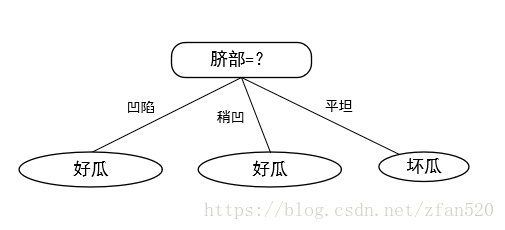 脐部=?
凹陷
稍凹
平坦
好瓜
好瓜
坏瓜
https://blog.csdn.net/zfan520